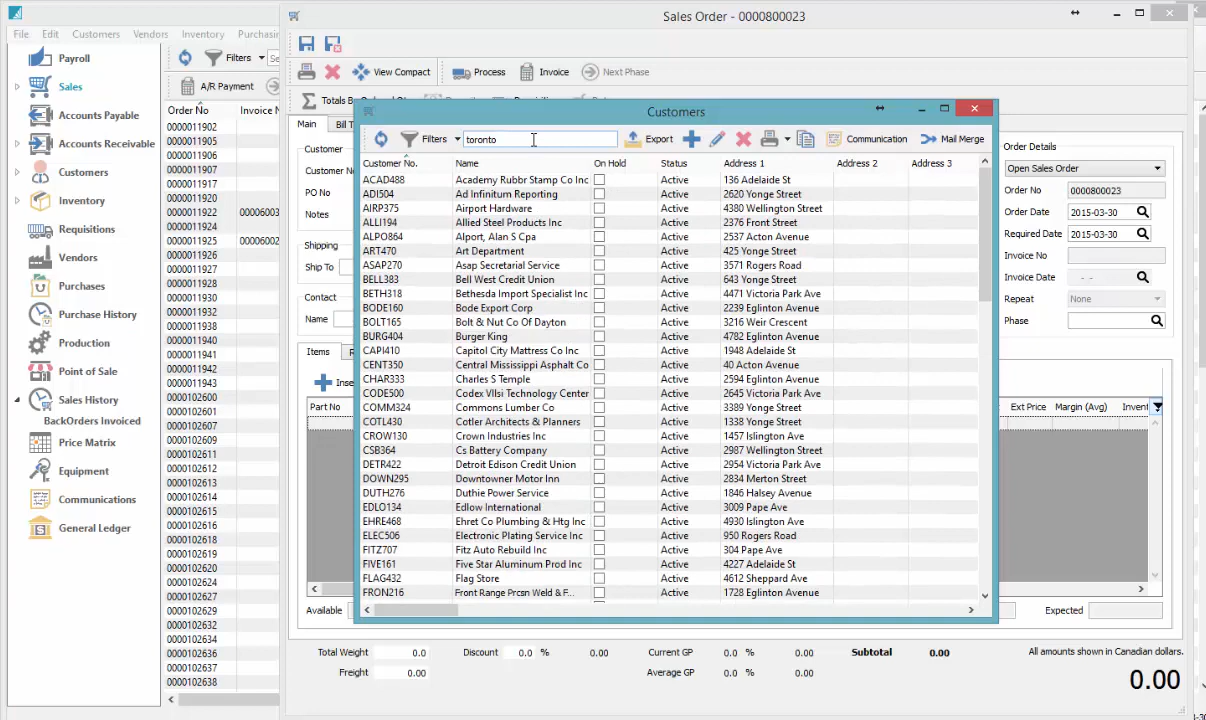 Sales Order - 0000800023
File Edit Customers Vendors Inventory
Payroll
Sales
Accounts Payable
Accounts Receivable
Customers
Inventory
Requisitions
Vendors
Purchases
Purchase History
Production
Point of Sale
Sales History
BackOrders Invoiced
Price Matrix
Equipment
Communications
General Ledger
Filters
A/R Payment
Order No Invoice N
0000011902
0000011905
0000011906
0000011907
0000011917
0000011920
0000011922 00006003
0000011924
0000011925 00006002
0000011926
0000011927
0000011928
0000011930
0000011932
0000011938
0000011940
0000011941
0000011942
0000011943
0000102600
0000102601
0000102607
0000102609
0000102611
0000102613
0000102614
0000102615
0000102616
0000102618
0000102619
0000102620
0000102628
0000102629
0000102632
0000102634
0000102636
0000102637
0000102638
View Compact Process Invoice Next Phase
Main Bill T
Customer
Customer No
PO No
Notes
Shipping
Ship To
Contact
Name
Items
Part No
Available
Customers
Filters toronto Export Communication Mail Merge
Customer No. Name On Hold Status Address 1 Address 2 Address 3
ACAD488 Academy Rubbr Stamp Co Inc Active 136 Adelaide St
ADI504 Ad Infinitum Reporting Active 2620 Yonge Street
AIRP375 Airport Hardware Active 4380 Wellington Street
ALLI194 Allied Steel Products Inc Active 2376 Front Street
ALPO864 Alport, Alan S Cpa Active 2537 Acton Avenue
ART470 Art Department Active 425 Yonge Street
ASAP270 Asap Secretarial Service Active 3571 Rogers Road
BELL383 Bell West Credit Union Active 643 Yonge Street
BETH318 Bethesda Import Specialist Inc Active 4471 Victoria Park Ave
BODE160 Bode Export Corp Active 2239 Eglinton Avenue
BOLT165 Bolt & Nut Co Of Dayton Active 3216 Weir Crescent
BURG404 Burger King Active 4782 Eglinton Avenue
CAPI410 Capitol City Mattress Co Inc Active 1948 Adelaide St
CENT350 Central Mississippi Asphalt Co Active 40 Acton Avenue
CHAR333 Charles S Temple Active 2594 Eglinton Avenue
CODE500 Codex Vllsi Technology Center Active 2645 Victoria Park Ave
COMM324 Commons Lumber Co Active 3389 Yonge Street
COTL430 Cotler Architects & Planners Active 1338 Yonge Street
CROW130 Crown Industries Inc Active 1457 Islington Ave
CSB364 Cs Battery Company Active 2987 Wellington Street
DETR422 Detroit Edison Credit Union Active 2954 Victoria Park Ave
DOWN295 Downtowner Motor Inn Active 2834 Merton Street
DUTH276 Duthie Power Service Active 1846 Halsey Avenue
EDLO134 Edlow International Active 3009 Pape Ave
EHRE468 Ehret Co Plumbing & Htg Inc Active 4930 Islington Ave
ELEC506 Electronic Plating Service Inc Active 950 Rogers Road
FITZ707 Fitz Auto Rebuild Inc Active 304 Pape Ave
FIVE161 Five Star Aluminum Prod Inc Active 4227 Adelaide St
FLAG432 Flag Store Active 4612 Sheppard Ave
FRON216 Front Range Prcsn Weld & F... Active 1728 Eglinton Avenue
Order Details
Open Sales Order
Order No 0000800023
Order Date 2015-03-30
Required Date 2015-03-30
Invoice No
Invoice Date - -
Repeat None
Phase
Ext Price Margin (Avg) Invent
Expected
Total Weight 0.0 Discount 0.0 % 0.00 Current GP 0.0 % 0.00 Subtotal 0.00 All amounts shown in Canadian dollars.
Freight 0.00 Average GP 0.0 % 0.00 0.00